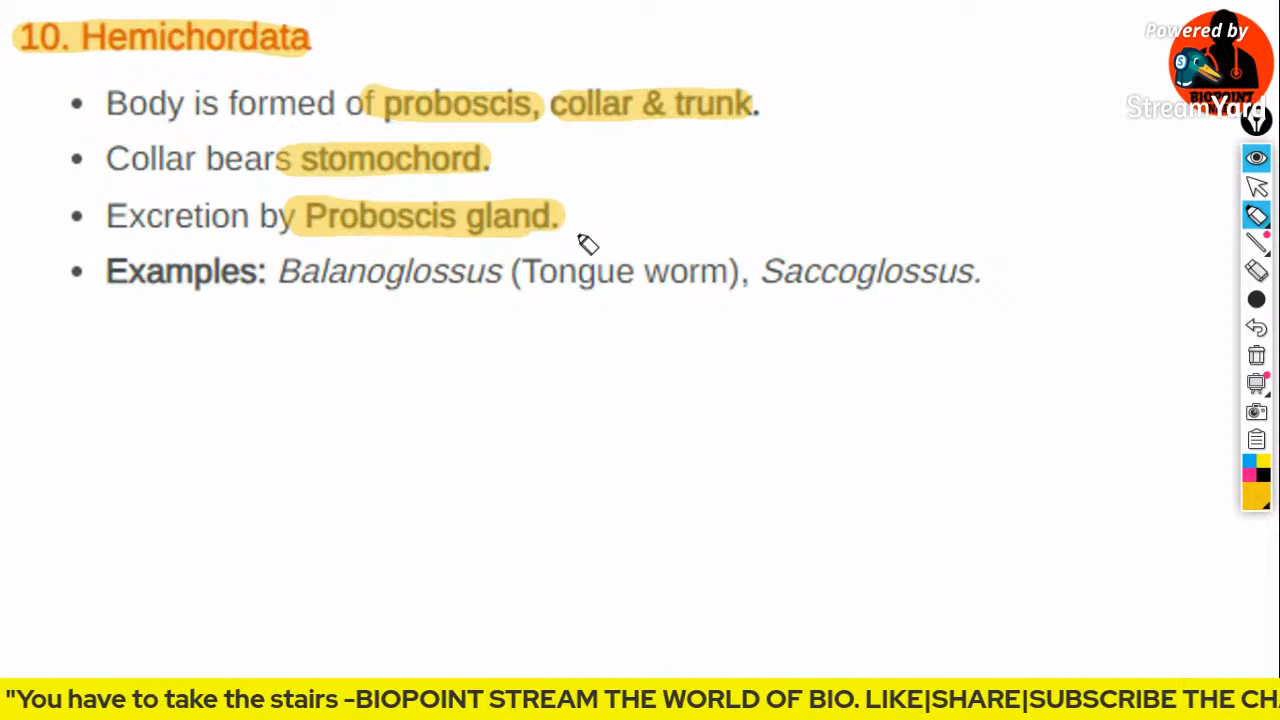 10. Hemichordata
Powered by
• Body is formed of proboscis, collar & trunk.
BIOPOINT
StreamYard
• Collar bears stomochord.
• Excretion by Proboscis gland.
• Examples: Balanoglossus (Tongue worm), Saccoglossus.
"You have to take the stairs -BIOPOINT STREAM THE WORLD OF BIO. LIKE|SHARE|SUBSCRIBE THE CH